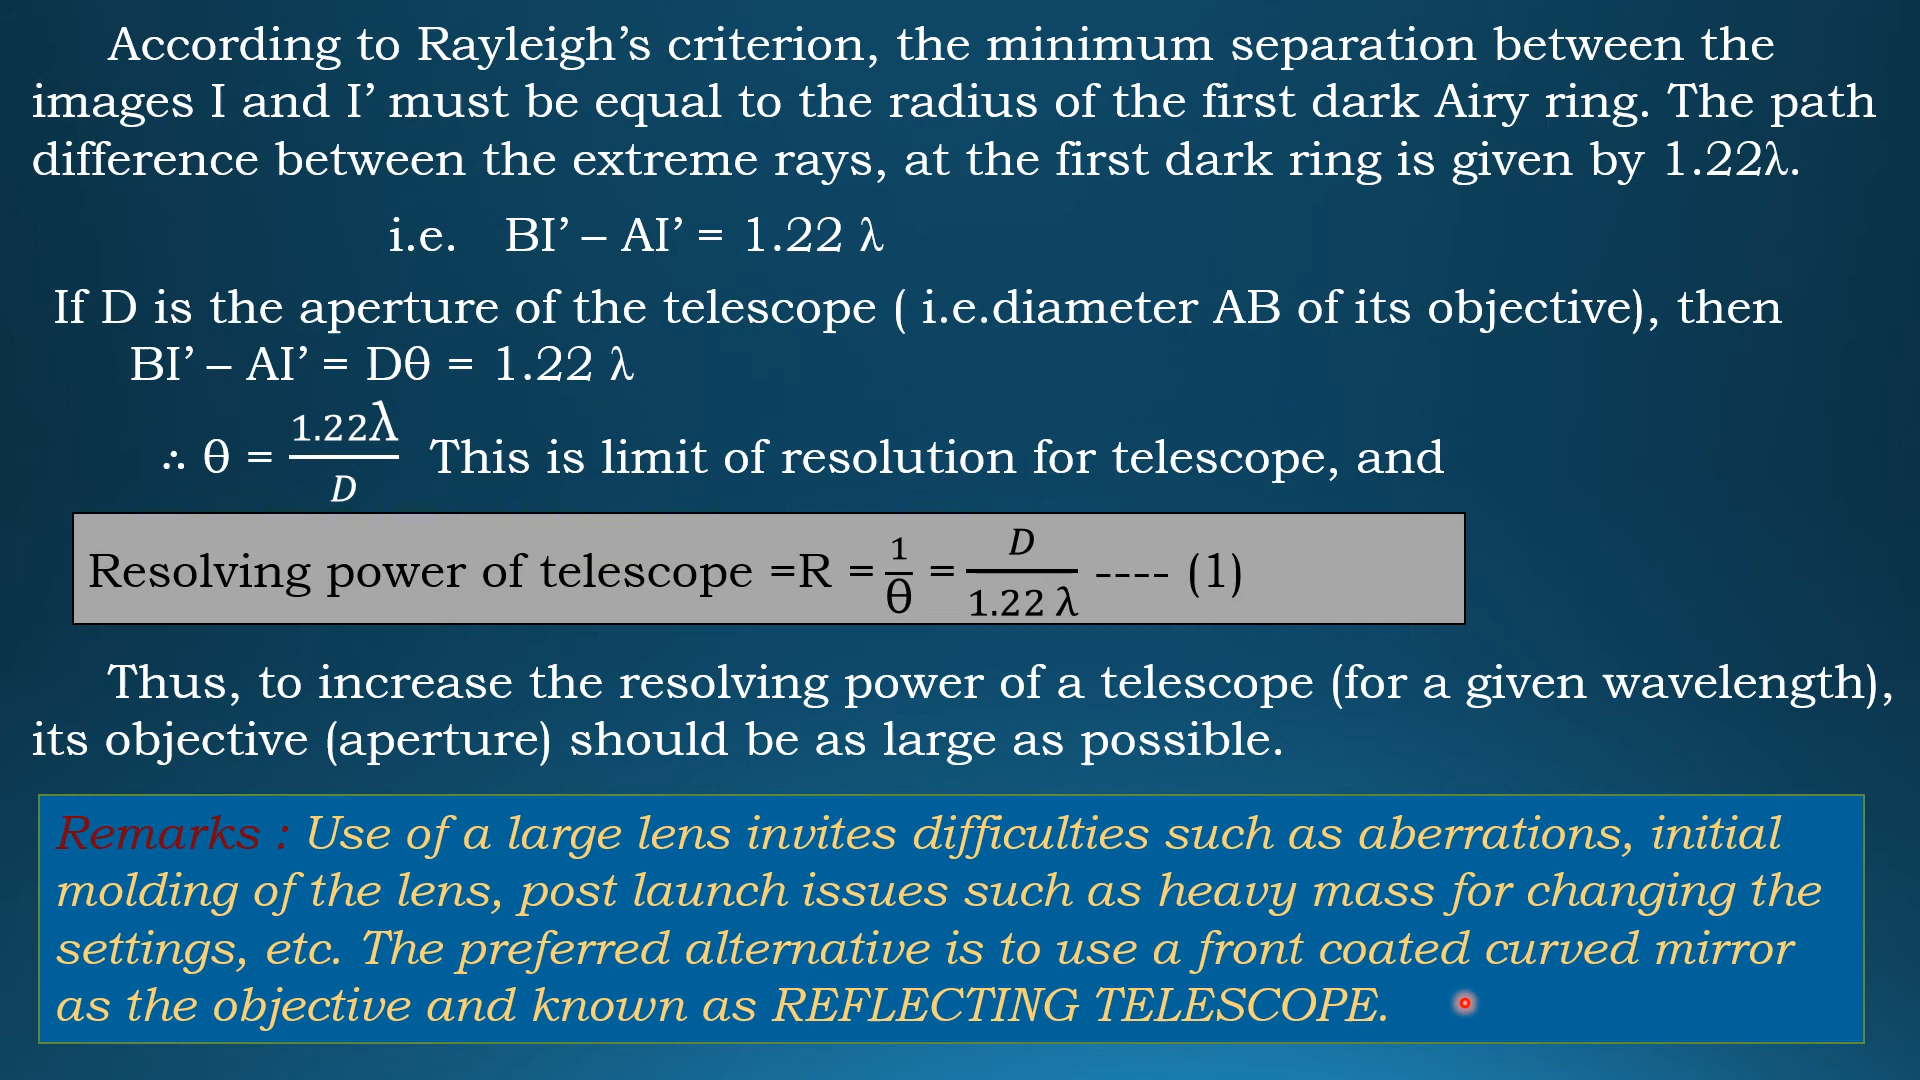 According to Rayleigh’s criterion, the minimum separation between the
images I and I’ must be equal to the radius of the first dark Airy ring. The path
difference between the extreme rays, at the first dark ring is given by 1.22λ.
i.e. BI’ – AI’ = 1.22 λ
If D is the aperture of the telescope ( i.e.diameter AB of its objective), then
BI’ – AI’ = Dθ = 1.22 λ
∴ θ = 1.22λ/D This is limit of resolution for telescope, and
Resolving power of telescope =R = 1/θ = D/1.22 λ ---- (1)
Thus, to increase the resolving power of a telescope (for a given wavelength),
its objective (aperture) should be as large as possible.
Remarks : Use of a large lens invites difficulties such as aberrations, initial
molding of the lens, post launch issues such as heavy mass for changing the
settings, etc. The preferred alternative is to use a front coated curved mirror
as the objective and known as REFLECTING TELESCOPE.